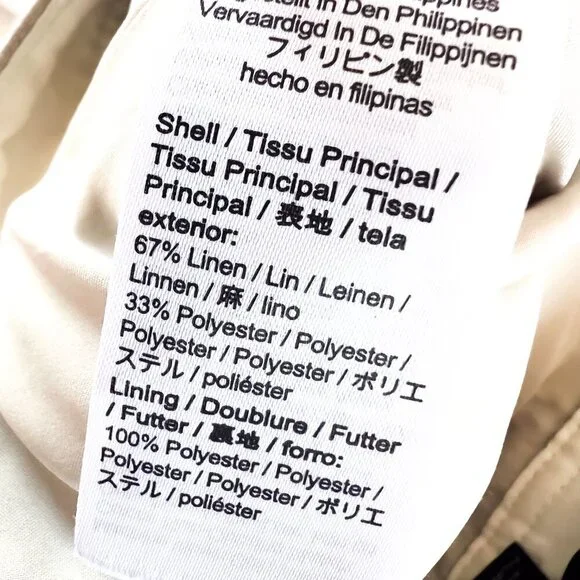 In Den Philippinen
Vervaardigd In De Filippijnen
フィリピン製
hecho en filipinas
Shell / Tissu Principal /
Tissu Principal / Tissu
Principal / 表地 / tela
exterior:
67% Linen / Lin / Leinen /
Linnen / 麻 / lino
33% Polyester / Polyester /
Polyester / Polyester / ポリエ
ステル / poliéster
Lining / Doublure / Futter
/ Futter / 裏地 / forro:
100% Polyester / Polyester /
Polyester / Polyester / ポリエ
ステル / poliéster